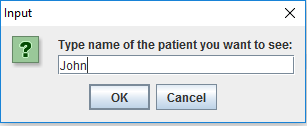 Input
Type name of the patient you want to see:
John
OK Cancel